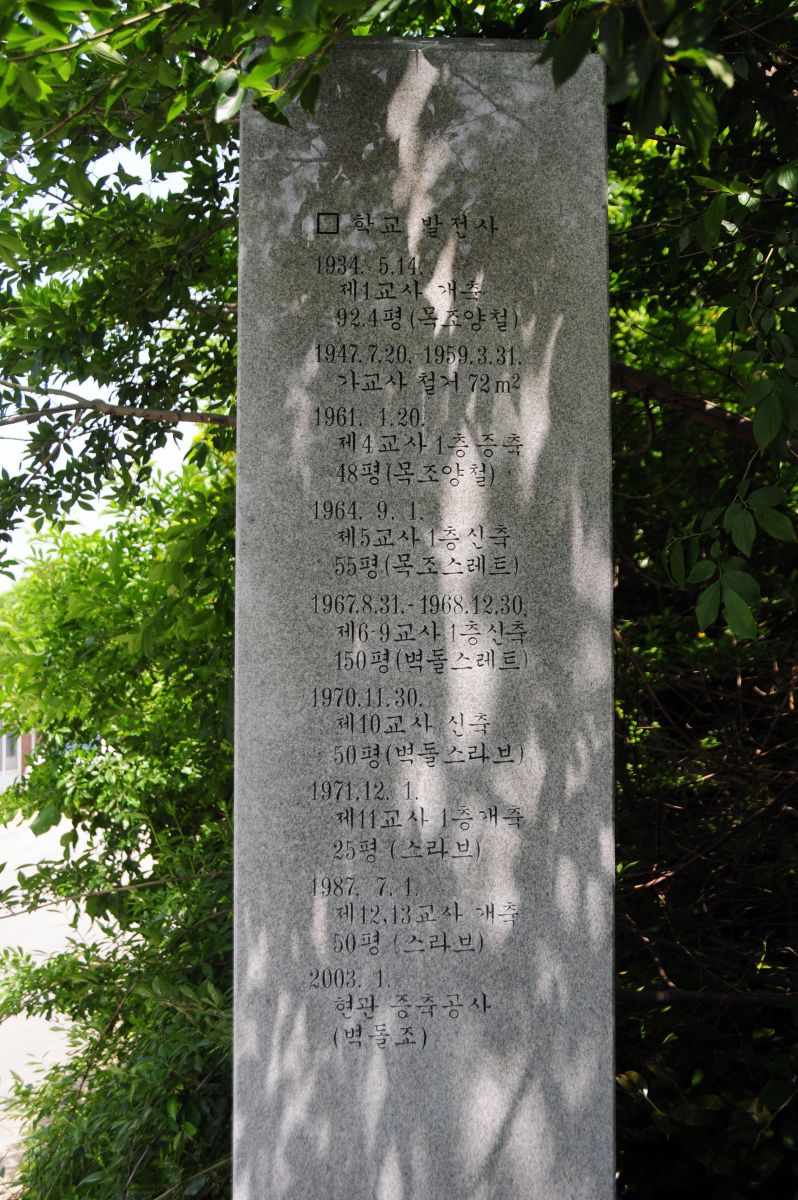 □ 학교 발전사
1934. 5.14.
제1교사 개축
92.4평(목조양철)
1947.7.20.-1959.3.31.
가교사 철거 72m²
1961. 1.20.
제4교사 1층증축
48평(목조양철)
1964. 9. 1.
제5교사 1층신축
55평(목조스레트)
1967.8.31.-1968.12.30.
제6-9교사 1층신축
150평(벽돌스레트)
1970.11.30.
제10교사 신축
50평(벽돌스라브)
1971.12. 1.
제11교사 1층개축
25평 (스라브)
1987. 7.1.
제12,13교사 개축
50평 (스라브)
2003. 1.
현관 증축공사
(벽돌조)